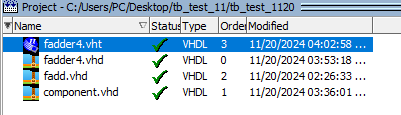 Project - C:/Users/PC/Desktop/tb_test_11/tb_test_1120
Name Status Type Order Modified
fadder4.vht VHDL 3 11/20/2024 04:02:58 ...
fadder4.vhd VHDL 0 11/20/2024 03:53:18 ...
fadd.vhd VHDL 2 11/20/2024 02:26:33 ...
component.vhd VHDL 1 11/20/2024 03:36:01 ...